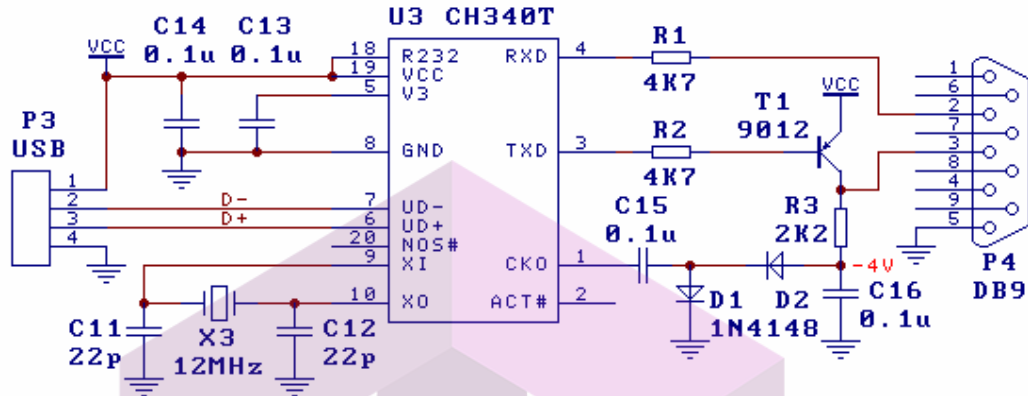 U3 CH340T
C14 C13
0.1u 0.1u
VCC
18 R232
19 VCC
5 V3
8 GND
7 UD-
6 UD+
20 NOS#
9 XI
10 XO
RXD 4
TXD 3
CKO 1
ACT# 2
P3
USB
1
2
3
4
D-
D+
C11
22p
X3
12MHz
C12
22p
R1
4K7
R2
4K7
T1
9012
VCC
C15
0.1u
R3
2K2
D1
1N4148
D2
-4V
C16
0.1u
1
6
2
7
3
8
4
9
5
P4
DB9